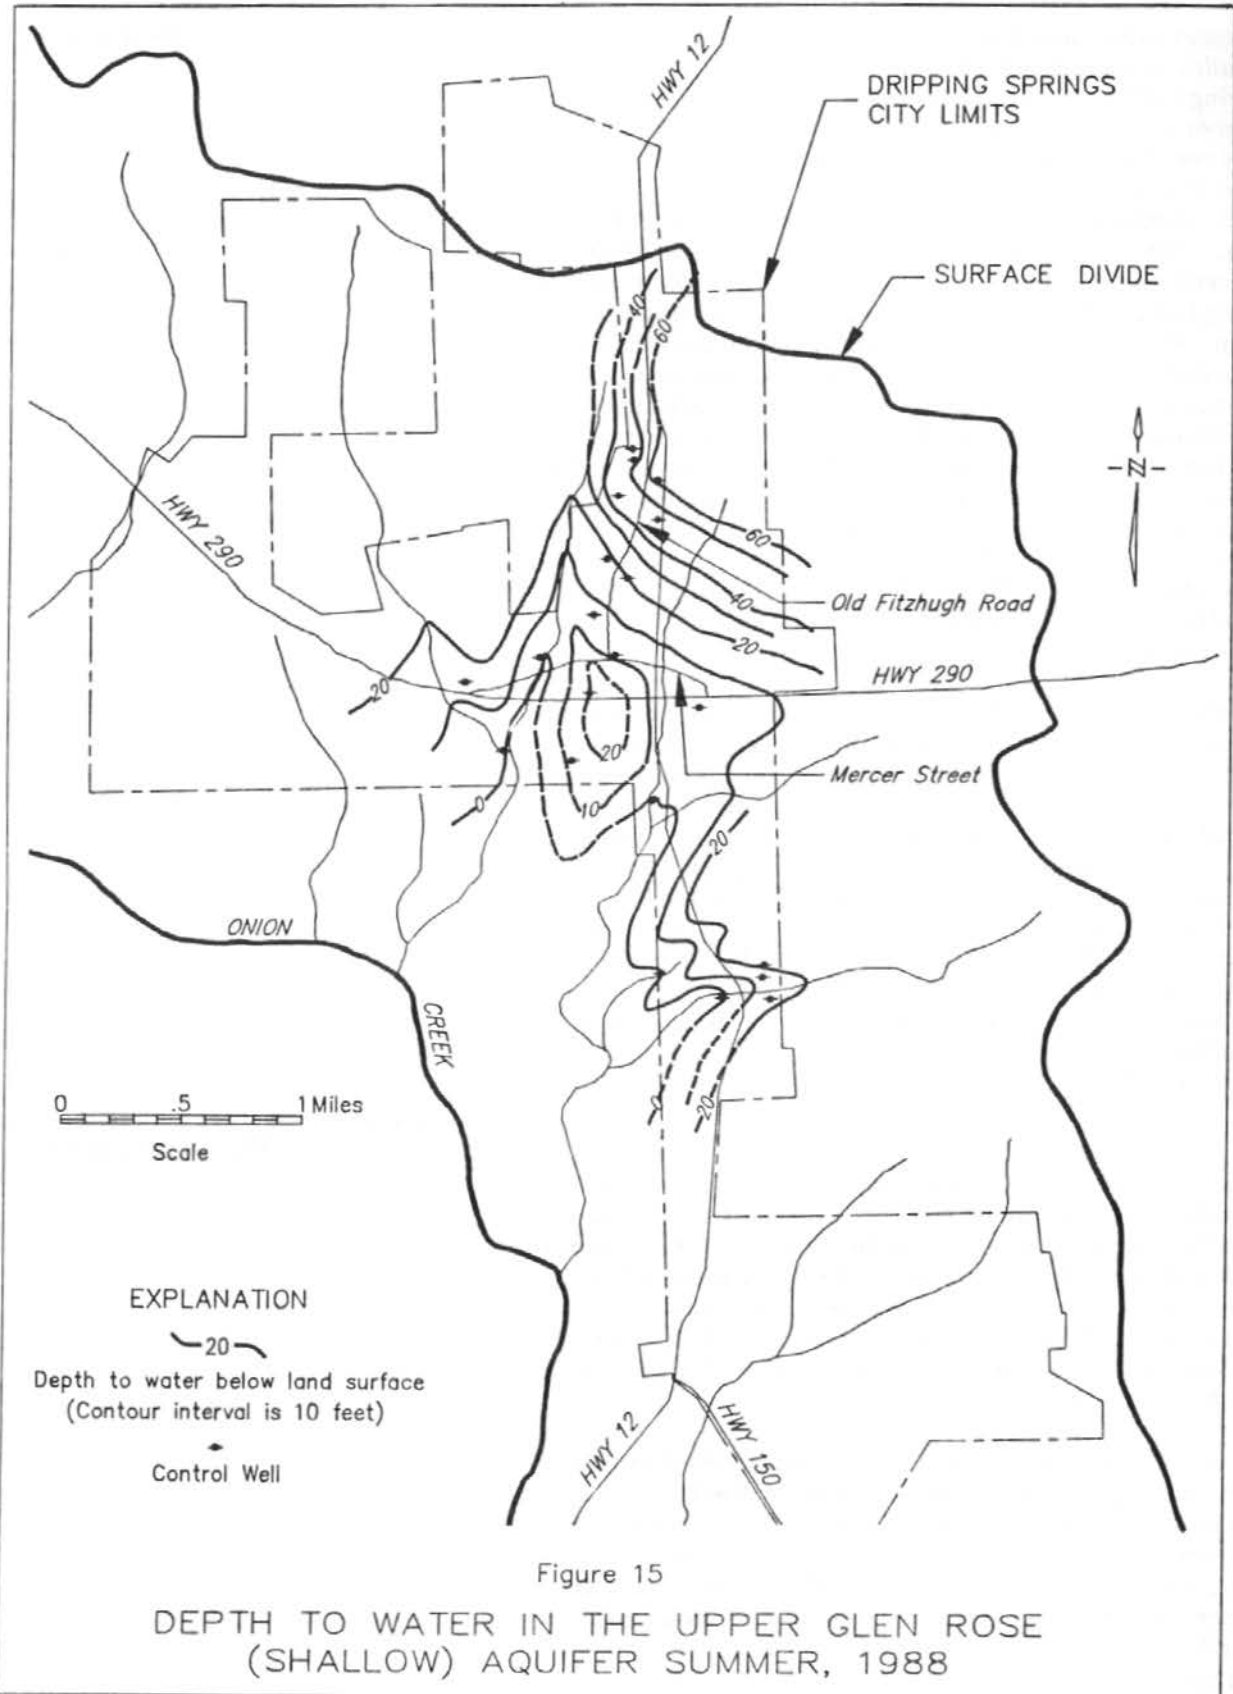 HWY 12
DRIPPING SPRINGS
CITY LIMITS
SURFACE DIVIDE
40
60
N
HWY 290
60
40
Old Fitzhugh Road
20
HWY 290
20
20
Mercer Street
0
10
20
ONION
CREEK
0 .5 1 Miles
Scale
0
20
EXPLANATION
20
Depth to water below land surface
(Contour interval is 10 feet)
Control Well
HWY 12
HWY 150
Figure 15
DEPTH TO WATER IN THE UPPER GLEN ROSE
(SHALLOW) AQUIFER SUMMER, 1988